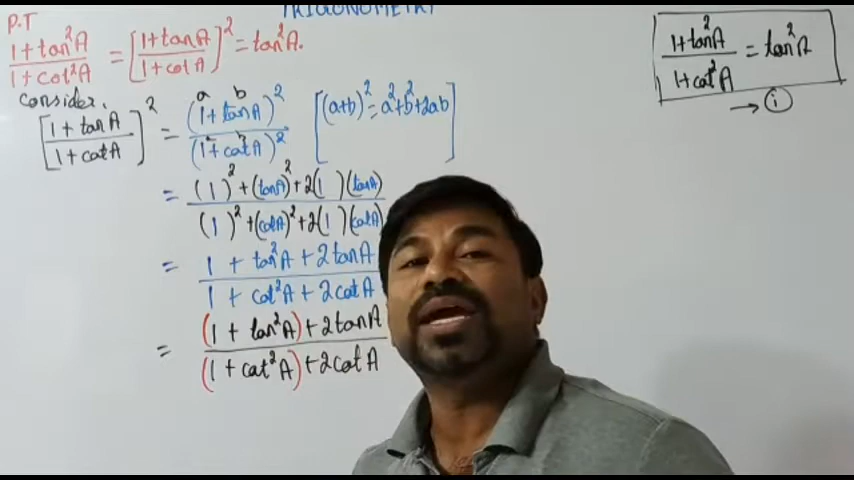 TRIGONOMETRY
P.T
1+tan²A / 1+cot²A = [1+tanA / 1+cotA]² = tan²A.
1+tan²A / 1+cot²A = tan²A
→ (i)
Consider.
[1+tanA / 1+cotA]² = (1+tanA)² / (1+cotA)² [(a+b)² = a²+b²+2ab]
= (1)²+(tanA)²+2(1)(tanA) / (1)²+(cotA)²+2(1)(cotA)
= 1+tan²A+2tanA / 1+cot²A+2cotA
= (1+tan²A)+2tanA / (1+cot²A)+2cotA